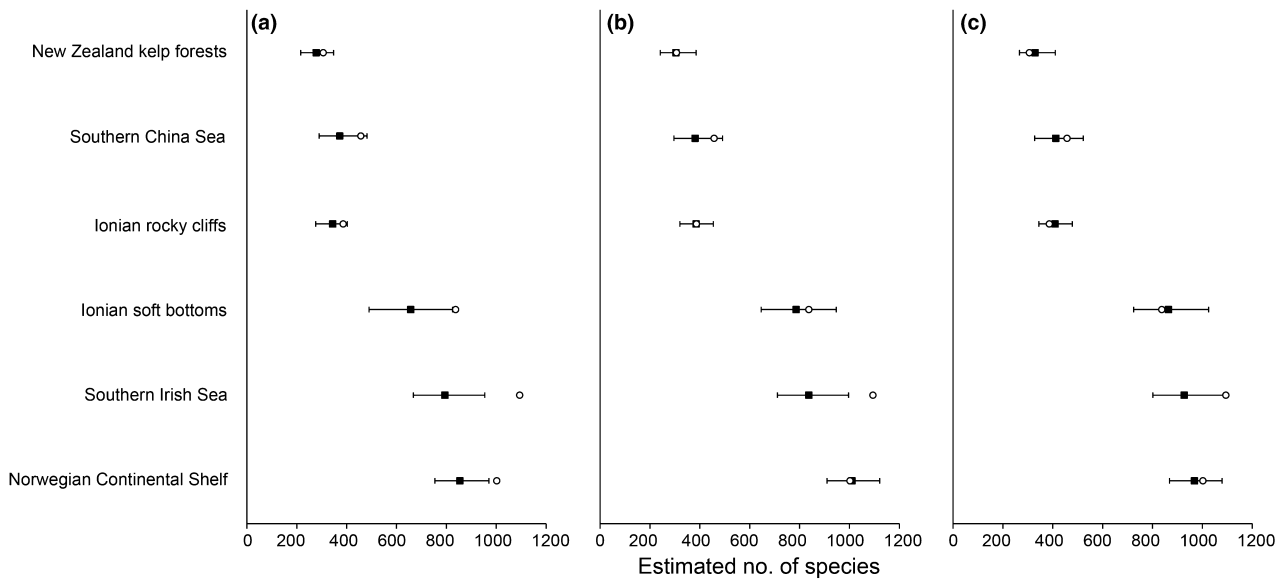 (a) (b) (c)
New Zealand kelp forests
Southern China Sea
Ionian rocky cliffs
Ionian soft bottoms
Southern Irish Sea
Norwegian Continental Shelf
0 200 400 600 800 1000 1200 0 200 400 600 800 1000 1200 0 200 400 600 800 1000 1200
Estimated no. of species